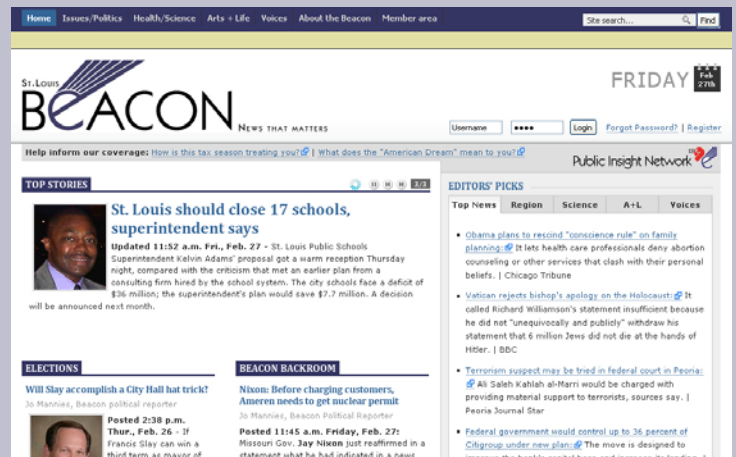 Home Issues/Politics Health/Science Arts + Life Voices About the Beacon Member area Site search... Find
FRIDAY Feb 27th
ST. LOUIS
BEACON NEWS THAT MATTERS
Username Login Forgot Password? | Register
Help inform our coverage: How is this tax season treating you? | What does the "American Dream" mean to you?
Public Insight Network
TOP STORIES
St. Louis should close 17 schools,
superintendent says
Updated 11:52 a.m. Fri., Feb. 27 - St. Louis Public Schools
Superintendent Kelvin Adams' proposal got a warm reception Thursday
night, compared with the criticism that met an earlier plan from a
consulting firm hired by the school system. The city schools face a deficit of
$36 million; the superintendent's plan would save $7.7 million. A decision
will be announced next month.
EDITORS' PICKS
Top News Region Science A+L Voices
Obama plans to rescind "conscience rule" on family
planning: It lets health care professionals deny abortion
counseling or other services that clash with their personal
beliefs. | Chicago Tribune
Vatican rejects bishop's apology on the Holocaust: It
called Richard Williamson's statement insufficient because
he did not "unequivocally and publicly" withdraw his
statement that 6 million Jews did not die at the hands of
Hitler. | BBC
Terrorism suspect may be tried in federal court in Peoria:
Ali Saleh Kahlah al-Marri would be charged with
providing material support to terrorists, sources say. |
Peoria Journal Star
Federal government would control up to 36 percent of
Citigroup under new plan: The move is designed to
ELECTIONS
Will Slay accomplish a City Hall hat trick?
Jo Mannies, Beacon political reporter
Posted 2:38 p.m.
Thur., Feb. 26 - If
Francis Slay can win a
third term as mayor of
BEACON BACKROOM
Nixon: Before charging customers,
Ameren needs to get nuclear permit
Jo Mannies, Beacon Political Reporter
Posted 11:45 a.m. Friday, Feb. 27:
Missouri Gov. Jay Nixon just reaffirmed in a
statement what he had indicated in a news